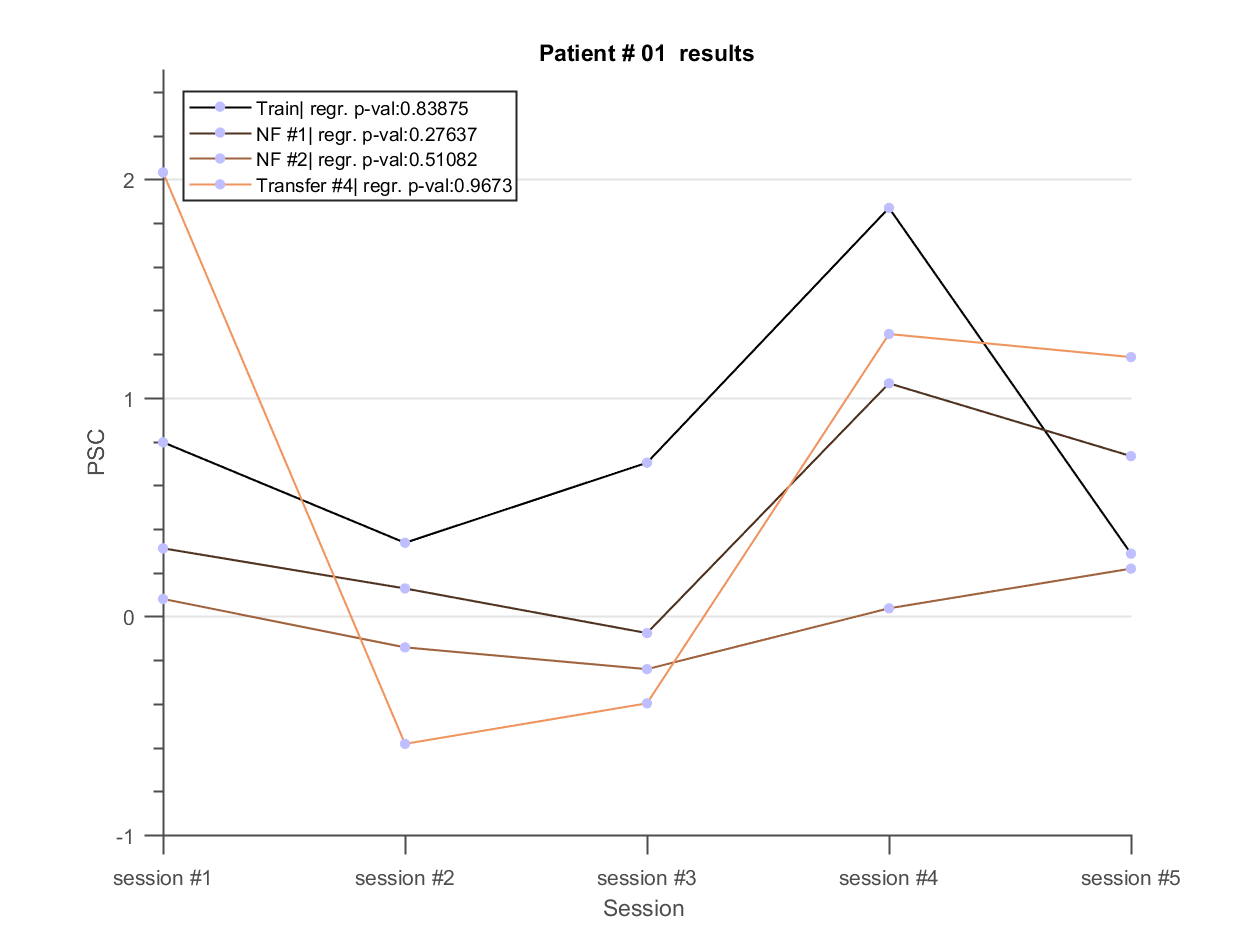 Patient # 01  results
Train| regr. p-val:0.83875
NF #1| regr. p-val:0.27637
NF #2| regr. p-val:0.51082
Transfer #4| regr. p-val:0.9673
2
1
0
-1
PSC
session #1
session #2
session #3
session #4
session #5
Session